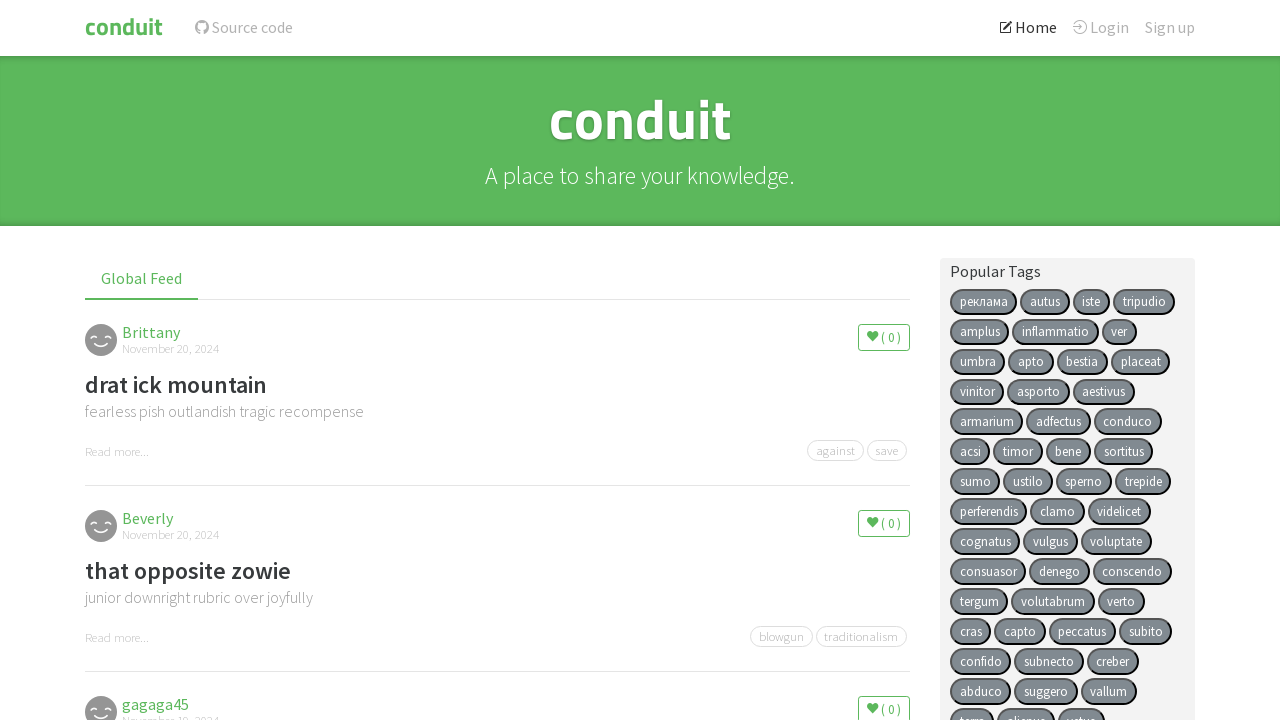 conduit
Source code
Home
Login
Sign up
conduit
A place to share your knowledge.
Global Feed
Brittany
November 20, 2024
( 0 )
drat ick mountain
fearless pish outlandish tragic recompense
Read more...
against save
Beverly
November 20, 2024
( 0 )
that opposite zowie
junior downright rubric over joyfully
Read more...
blowgun traditionalism
gagaga45
( 0 )
Popular Tags
реклама autus iste tripudio
amplus inflammatio ver
umbra apto bestia placeat
vinitor asporto aestivus
armarium adfectus conduco
acsi timor bene sortitus
sumo ustilo sperno trepide
perferendis clamo videlicet
cognatus vulgus voluptate
consuasor denego conscendo
tergum volutabrum verto
cras capto peccatus subito
confido subnecto creber
abduco suggero vallum